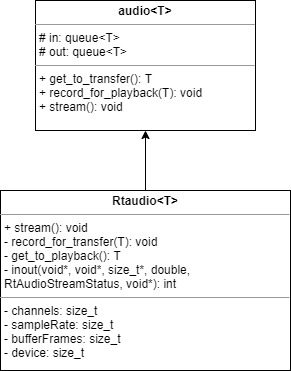 audio<T>
# in: queue<T>
# out: queue<T>
+ get_to_transfer(): T
+ record_for_playback(T): void
+ stream(): void
Rtaudio<T>
+ stream(): void
- record_for_transfer(T): void
- get_to_playback(): T
- inout(void*, void*, size_t*, double,
RtAudioStreamStatus, void*): int
- channels: size_t
- sampleRate: size_t
- bufferFrames: size_t
- device: size_t